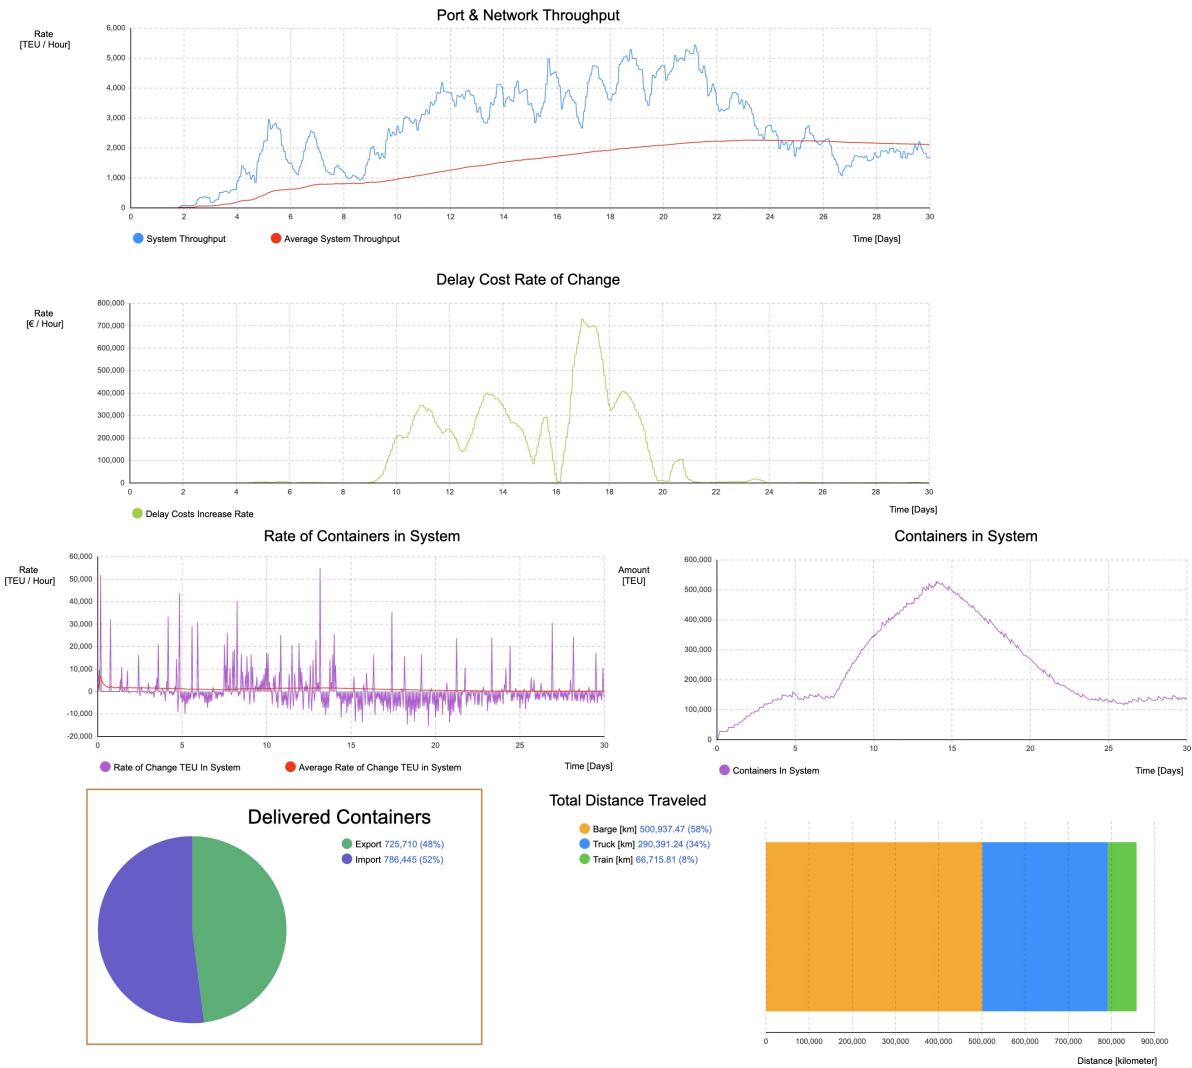 Port & Network Throughput
Rate
[TEU / Hour]
6,000
5,000
4,000
3,000
2,000
1,000
0
0 2 4 6 8 10 12 14 16 18 20 22 24 26 28 30
System Throughput Average System Throughput Time [Days]
Delay Cost Rate of Change
Rate
[€ / Hour]
800,000
700,000
600,000
500,000
400,000
300,000
200,000
100,000
0
0 2 4 6 8 10 12 14 16 18 20 22 24 26 28 30
Delay Costs Increase Rate Time [Days]
Rate of Containers in System
Rate
[TEU / Hour]
60,000
50,000
40,000
30,000
20,000
10,000
0
-10,000
-20,000
0 5 10 15 20 25 30
Rate of Change TEU In System Average Rate of Change TEU in System Time [Days]
Containers in System
Amount
[TEU]
600,000
500,000
400,000
300,000
200,000
100,000
0
0 5 10 15 20 25 30
Containers In System Time [Days]
Delivered Containers
Export 725,710 (48%)
Import 786,445 (52%)
Total Distance Traveled
Barge [km] 500,937.47 (58%)
Truck [km] 290,391.24 (34%)
Train [km] 66,715.81 (8%)
0 100,000 200,000 300,000 400,000 500,000 600,000 700,000 800,000 900,000
Distance [kilometer]